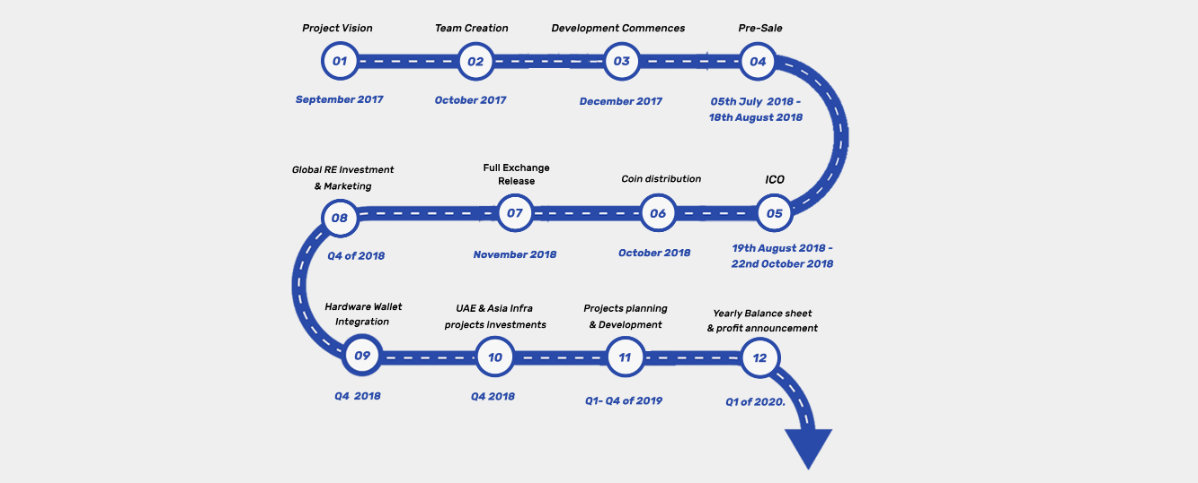 Project Vision
Team Creation
Development Commences
Pre-Sale
01
02
03
04
September 2017
October 2017
December 2017
05th July 2018 -
18th August 2018
ICO
Coin distribution
Full Exchange
Release
Global RE Investment
& Marketing
05
06
07
08
19th August 2018 -
22nd October 2018
October 2018
November 2018
Q4 of 2018
Hardware Wallet
Integration
UAE & Asia Infra
projects Investments
Projects planning
& Development
Yearly Balance sheet
& profit announcement
09
10
11
12
Q4 2018
Q4 2018
Q1- Q4 of 2019
Q1 of 2020.